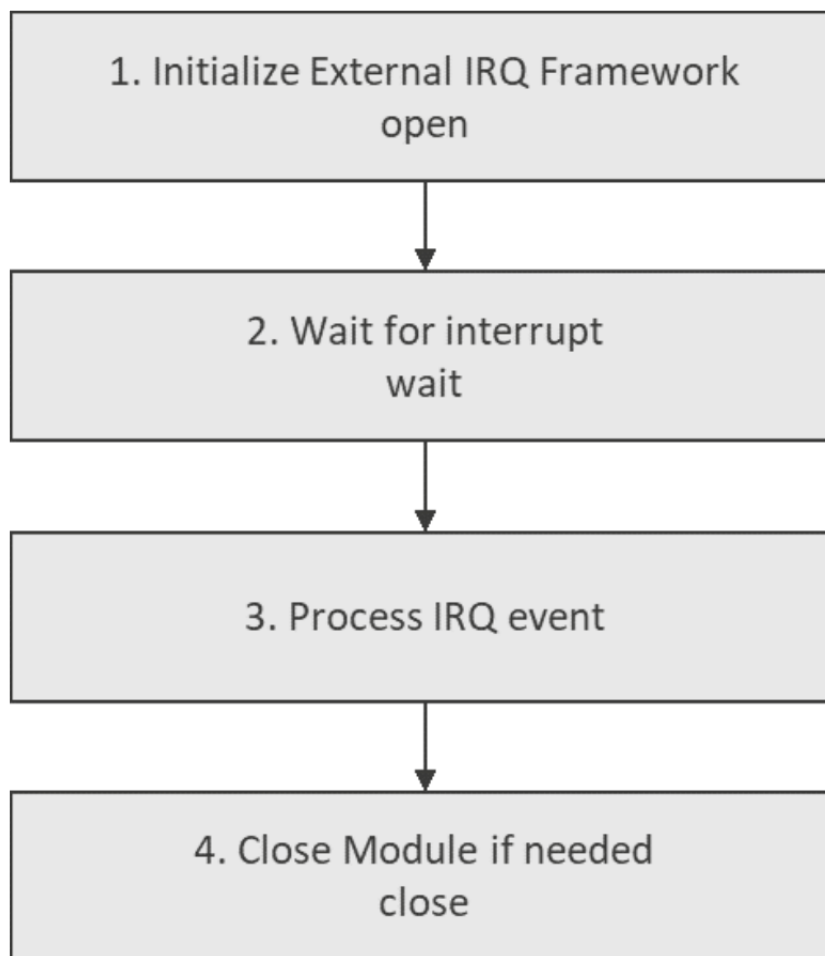 1. Initialize External IRQ Framework
open
2. Wait for interrupt
wait
3. Process IRQ event
4. Close Module if needed
close